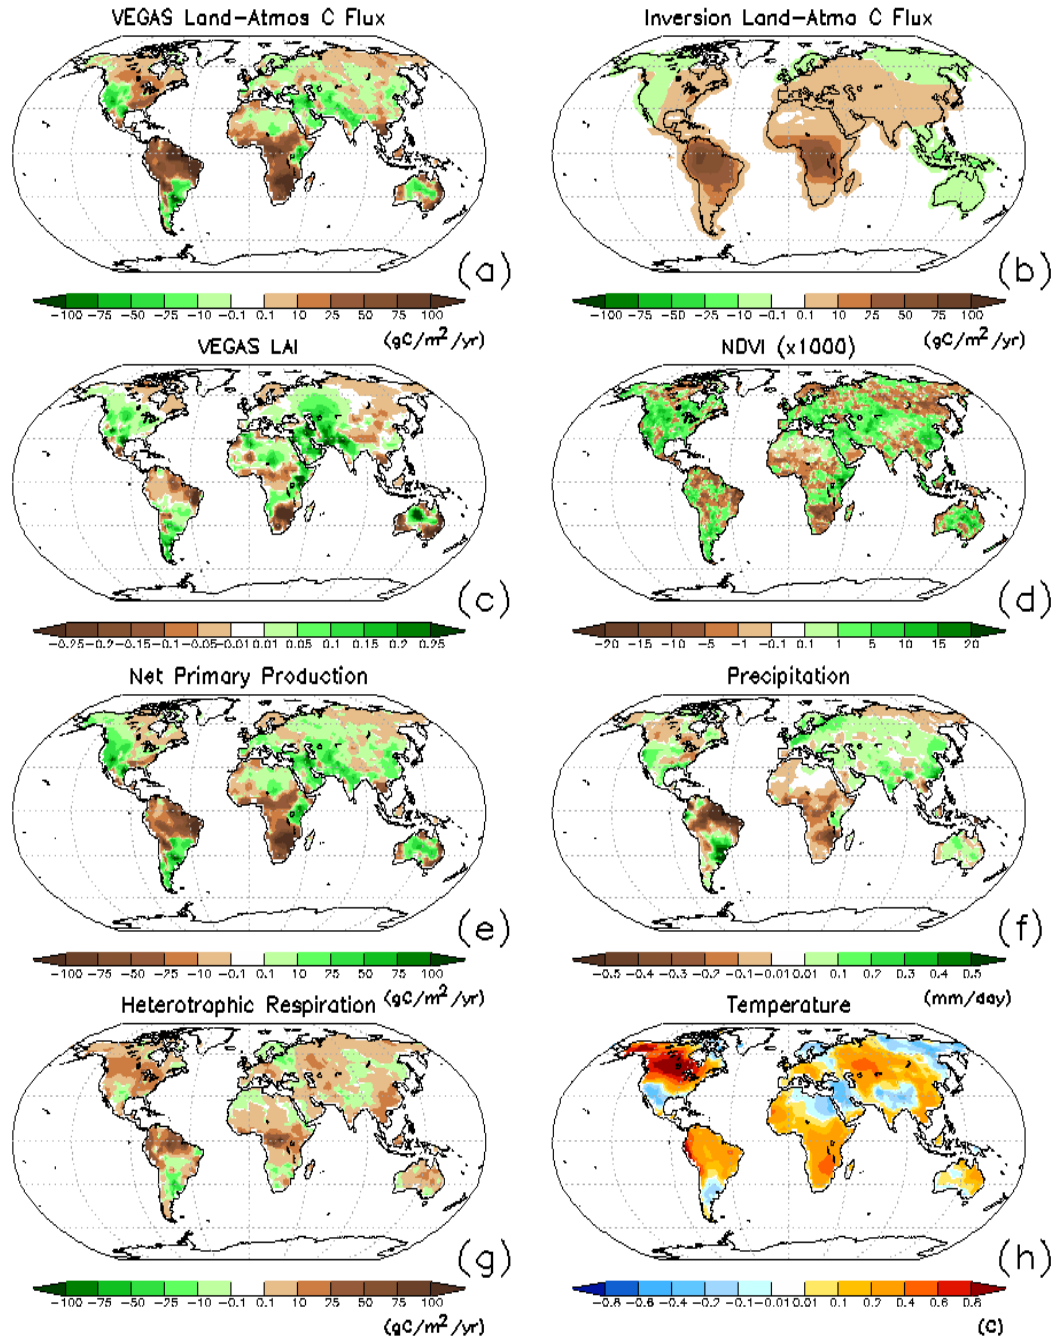 VEGAS Land-Atmos C Flux
Inversion Land-Atma C Flux
(a)
(b)
-100 -75 -25 -10 -0.1 0.1 10 25 50 75 100
-100 -75 -25 -10 -0.1 0.1 10 25 50 75 100
(gC/m²/yr)
(gC/m²/yr)
VEGAS LAI
NDVI (x1000)
(c)
(d)
-0.25 -0.2 -0.15 -0.1 -0.05 -0.01 0.01 0.05 0.1 0.15 0.2 0.25
-20 -15 -10 -5 -1 -0.1 0.1 1 5 10 15 20
Net Primary Production
Precipitation
(e)
(f)
-100 -75 -50 -25 -10 -0.1 0.1 10 25 50 75 100
-0.5 -0.4 -0.3 -0.2 -0.1 -0.01 0.01 0.1 0.2 0.3 0.4 0.5
(gC/m²/yr)
(mm/day)
Heterotrophic Respiration
Temperature
(g)
(h)
-100 -75 -50 -25 -10 -0.1 0.1 10 25 50 75 100
-0.8 -0.6 -0.4 -0.2 -0.1 -0.01 0.01 0.1 0.2 0.4 0.6 0.8
(gC/m²/yr)
(C)